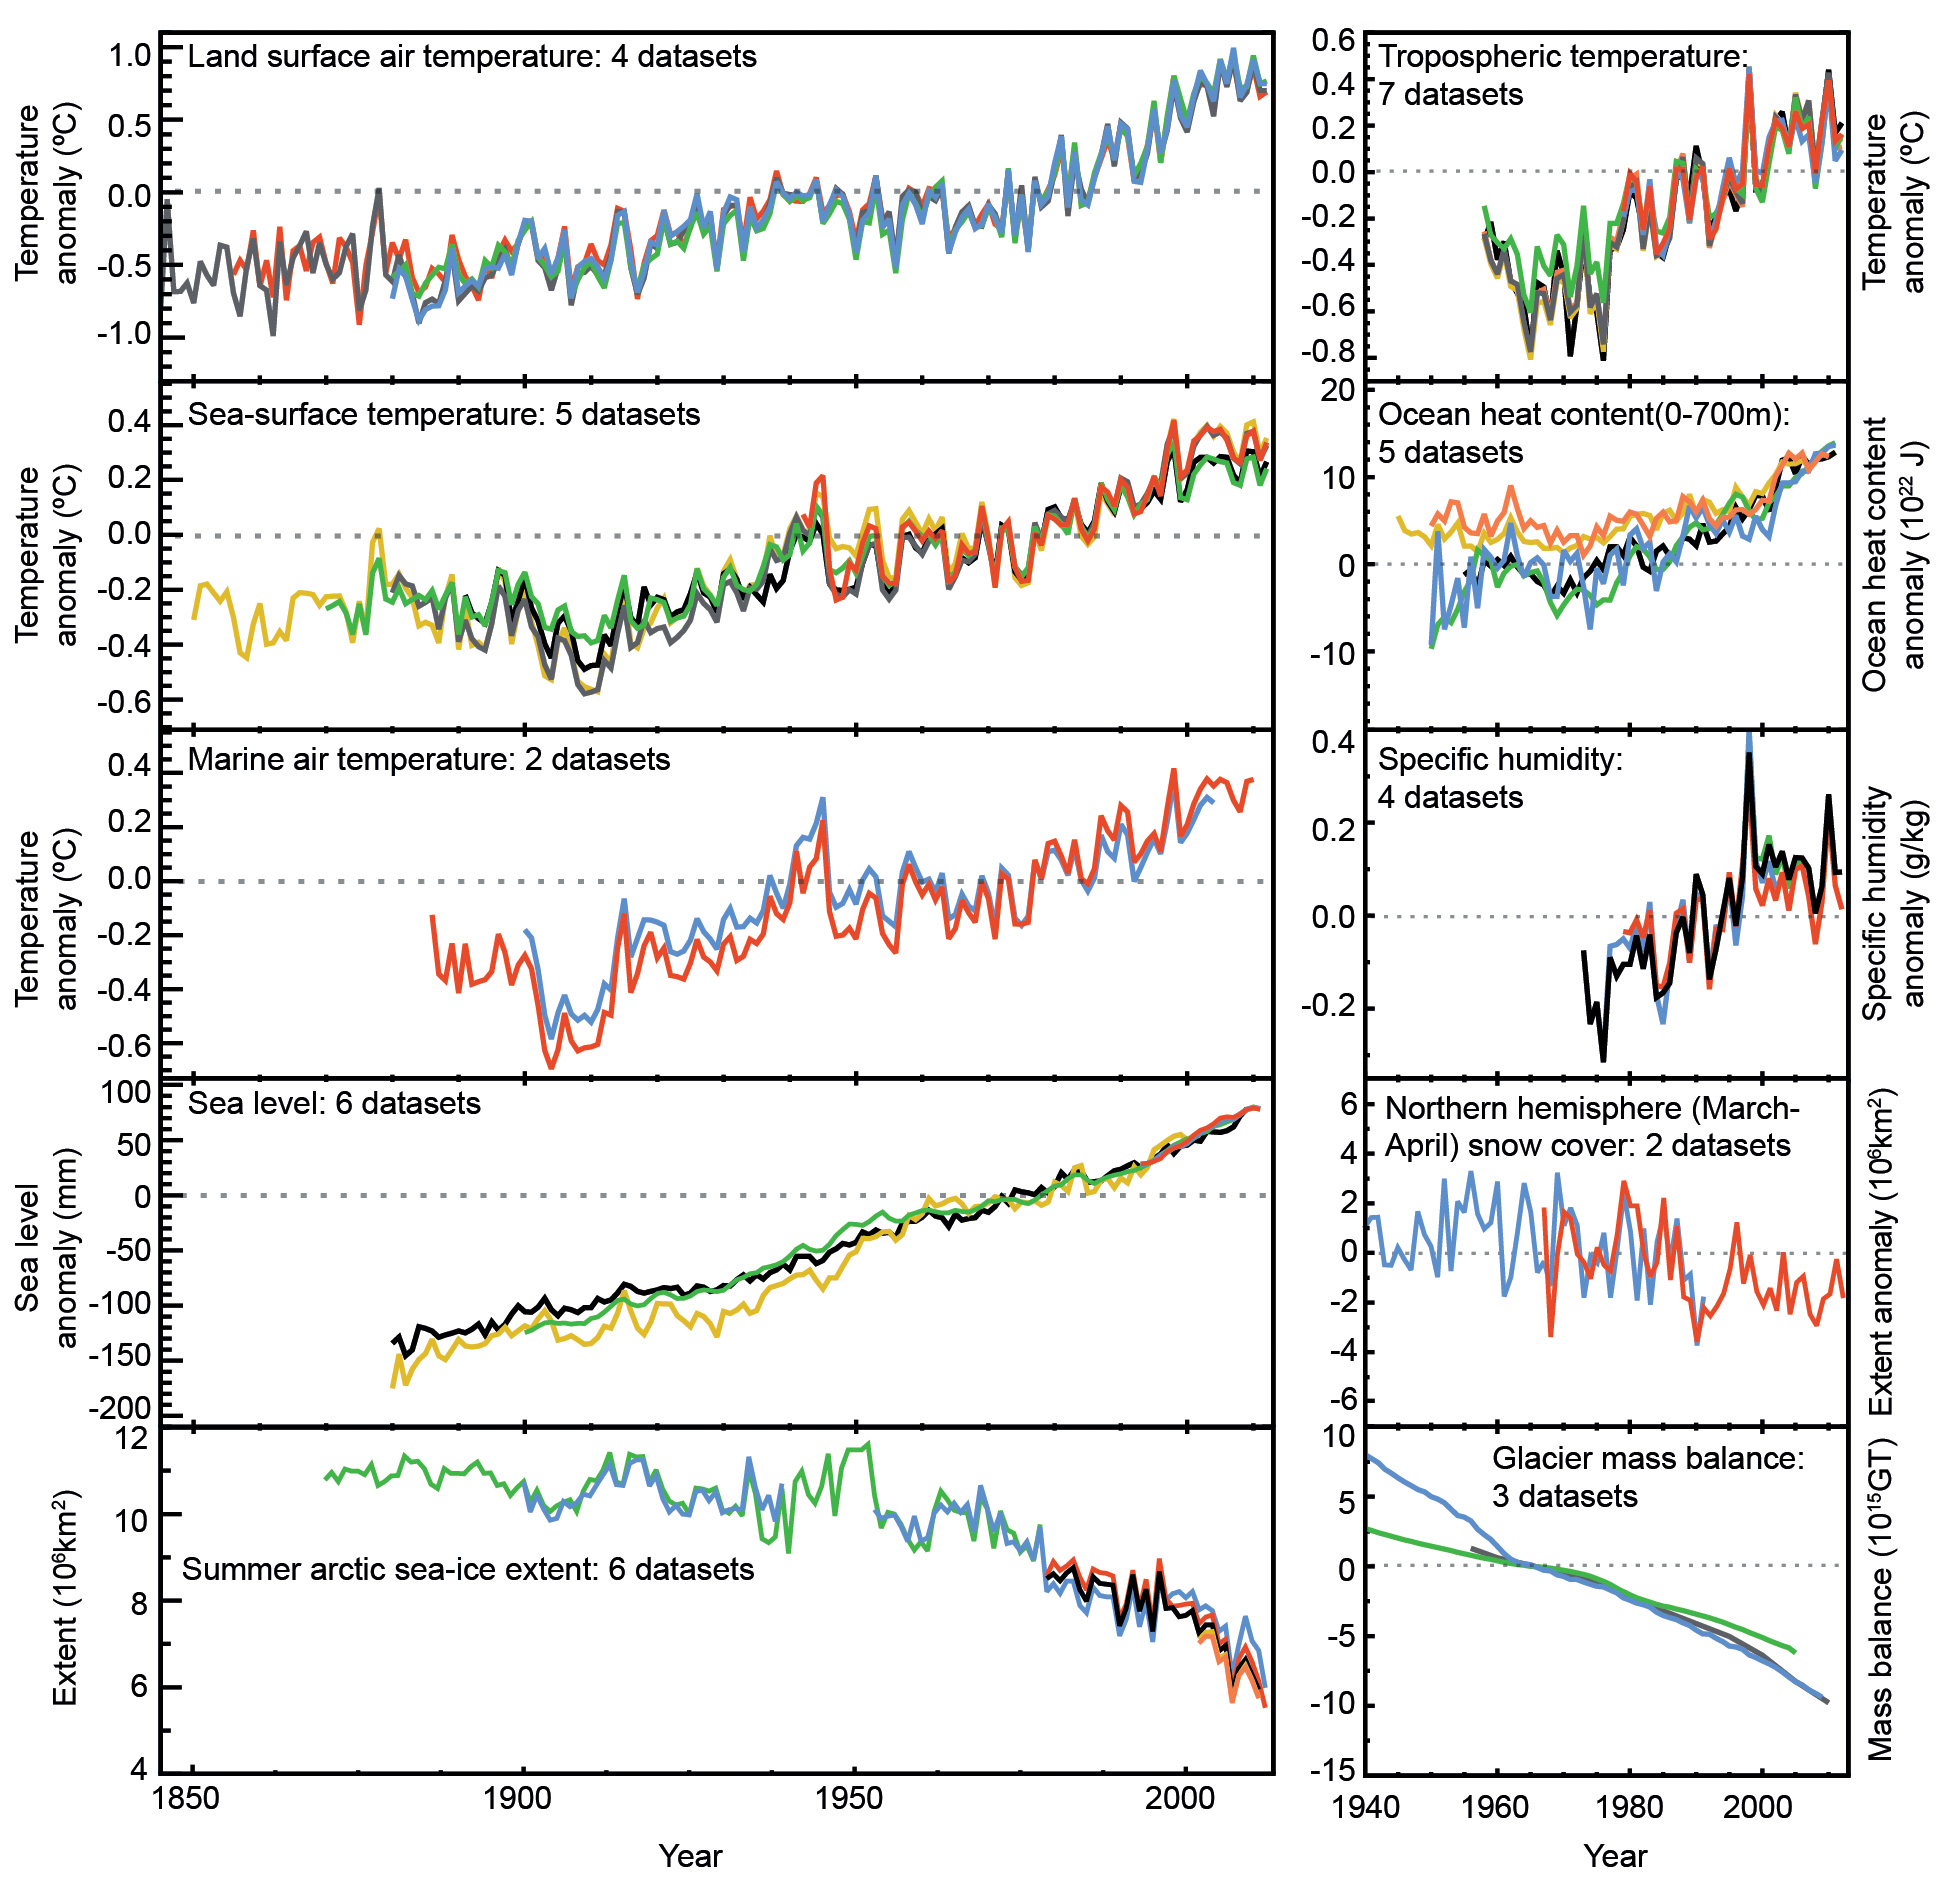 Land surface air temperature: 4 datasets
1.0
0.5
0.0
-0.5
-1.0
Temperature
anomaly (ºC)
Sea-surface temperature: 5 datasets
0.4
0.2
0.0
-0.2
-0.4
-0.6
Temperature
anomaly (ºC)
Marine air temperature: 2 datasets
0.4
0.2
0.0
-0.2
-0.4
-0.6
Temperature
anomaly (ºC)
Sea level: 6 datasets
100
50
0
-50
-100
-150
-200
Sea level
anomaly (mm)
Summer arctic sea-ice extent: 6 datasets
12
10
8
6
4
Extent (10⁶km²)
1850 1900 1950 2000
Year
Tropospheric temperature:
7 datasets
0.6
0.4
0.2
0.0
-0.2
-0.4
-0.6
-0.8
Temperature
anomaly (ºC)
Ocean heat content(0-700m):
5 datasets
20
10
0
-10
Ocean heat content
anomaly (10²² J)
Specific humidity:
4 datasets
0.4
0.2
0.0
-0.2
Specific humidity
anomaly (g/kg)
Northern hemisphere (March-
April) snow cover: 2 datasets
6
4
2
0
-2
-4
-6
Extent anomaly (10⁶km²)
Glacier mass balance:
3 datasets
10
5
0
-5
-10
-15
Mass balance (10¹⁵GT)
1940 1960 1980 2000
Year